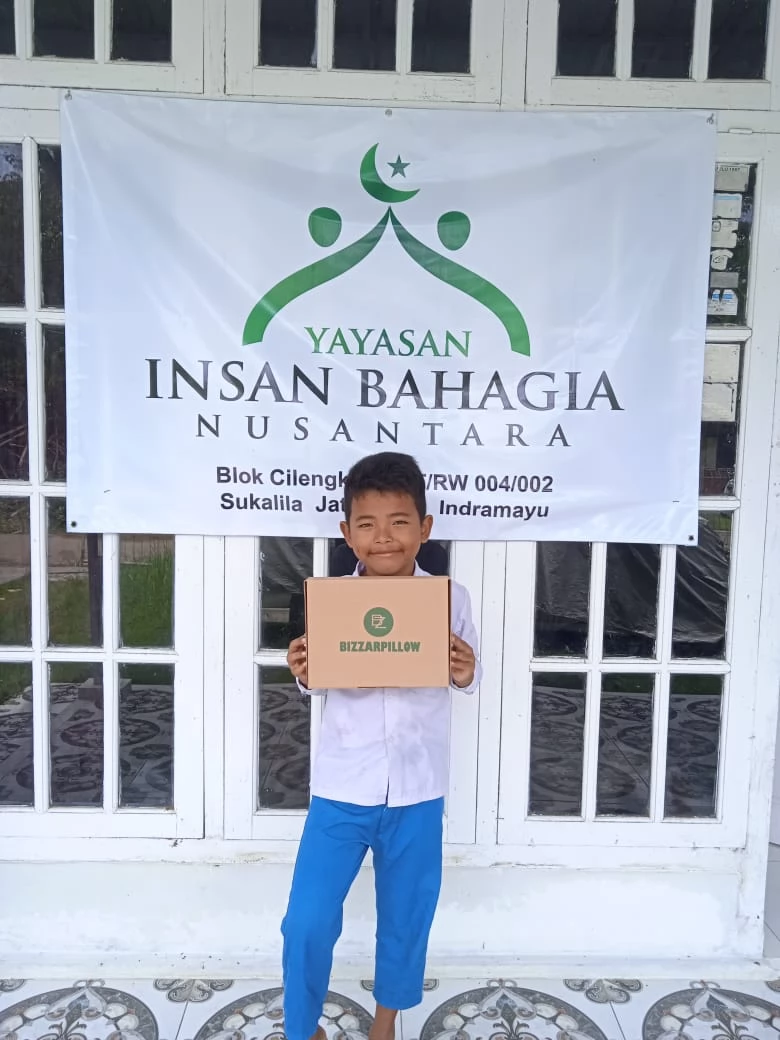 YAYASAN
INSAN BAHAGIA
NUSANTARA
Blok /RW 004/002
Sukalila Indramayu
BIZZARPILLOW